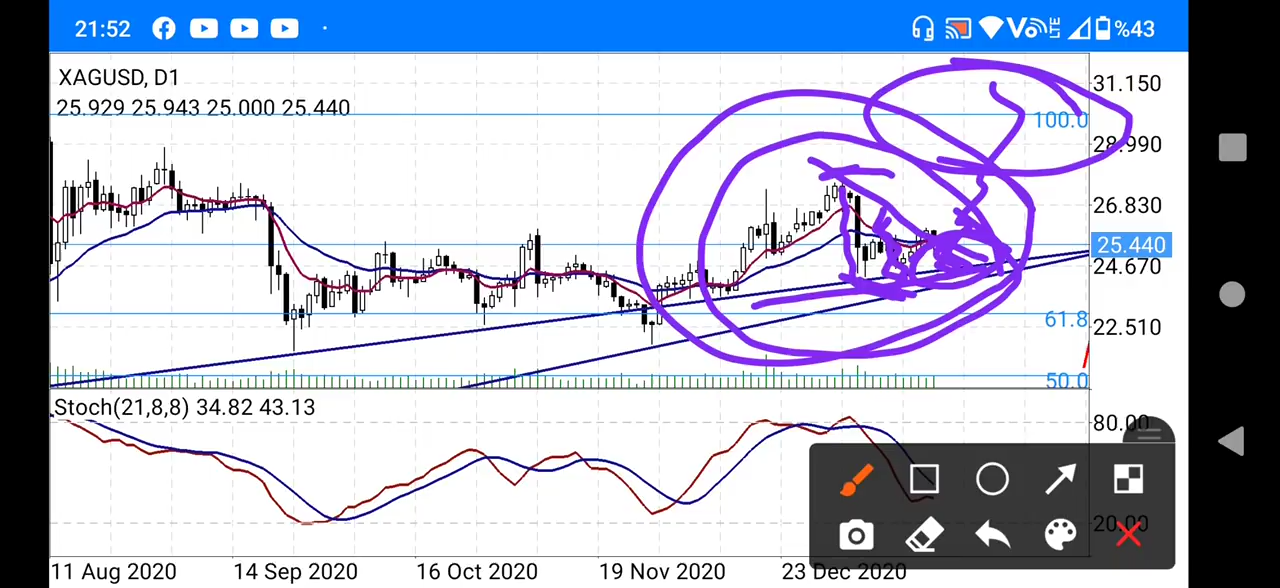 21:52 LTE %43
XAGUSD, D1
25.929 25.943 25.000 25.440
31.150
100.0
28.990
26.830
25.440
24.670
61.8
22.510
50.0
Stoch(21,8,8) 34.82 43.13
80.00
20.00
11 Aug 2020 14 Sep 2020 16 Oct 2020 19 Nov 2020 23 Dec 2020